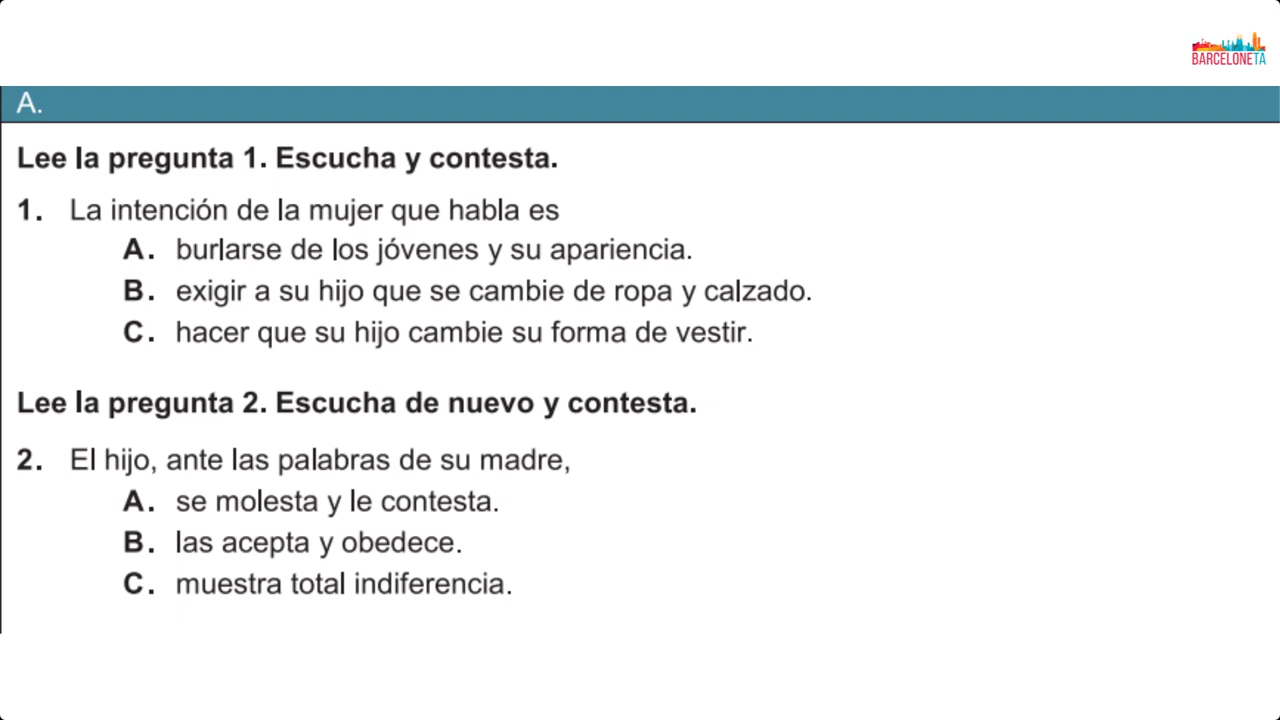 BARCELONETA
A.
Lee la pregunta 1. Escucha y contesta.
1. La intención de la mujer que habla es
A. burlarse de los jóvenes y su apariencia.
B. exigir a su hijo que se cambie de ropa y calzado.
C. hacer que su hijo cambie su forma de vestir.
Lee la pregunta 2. Escucha de nuevo y contesta.
2. El hijo, ante las palabras de su madre,
A. se molesta y le contesta.
B. las acepta y obedece.
C. muestra total indiferencia.